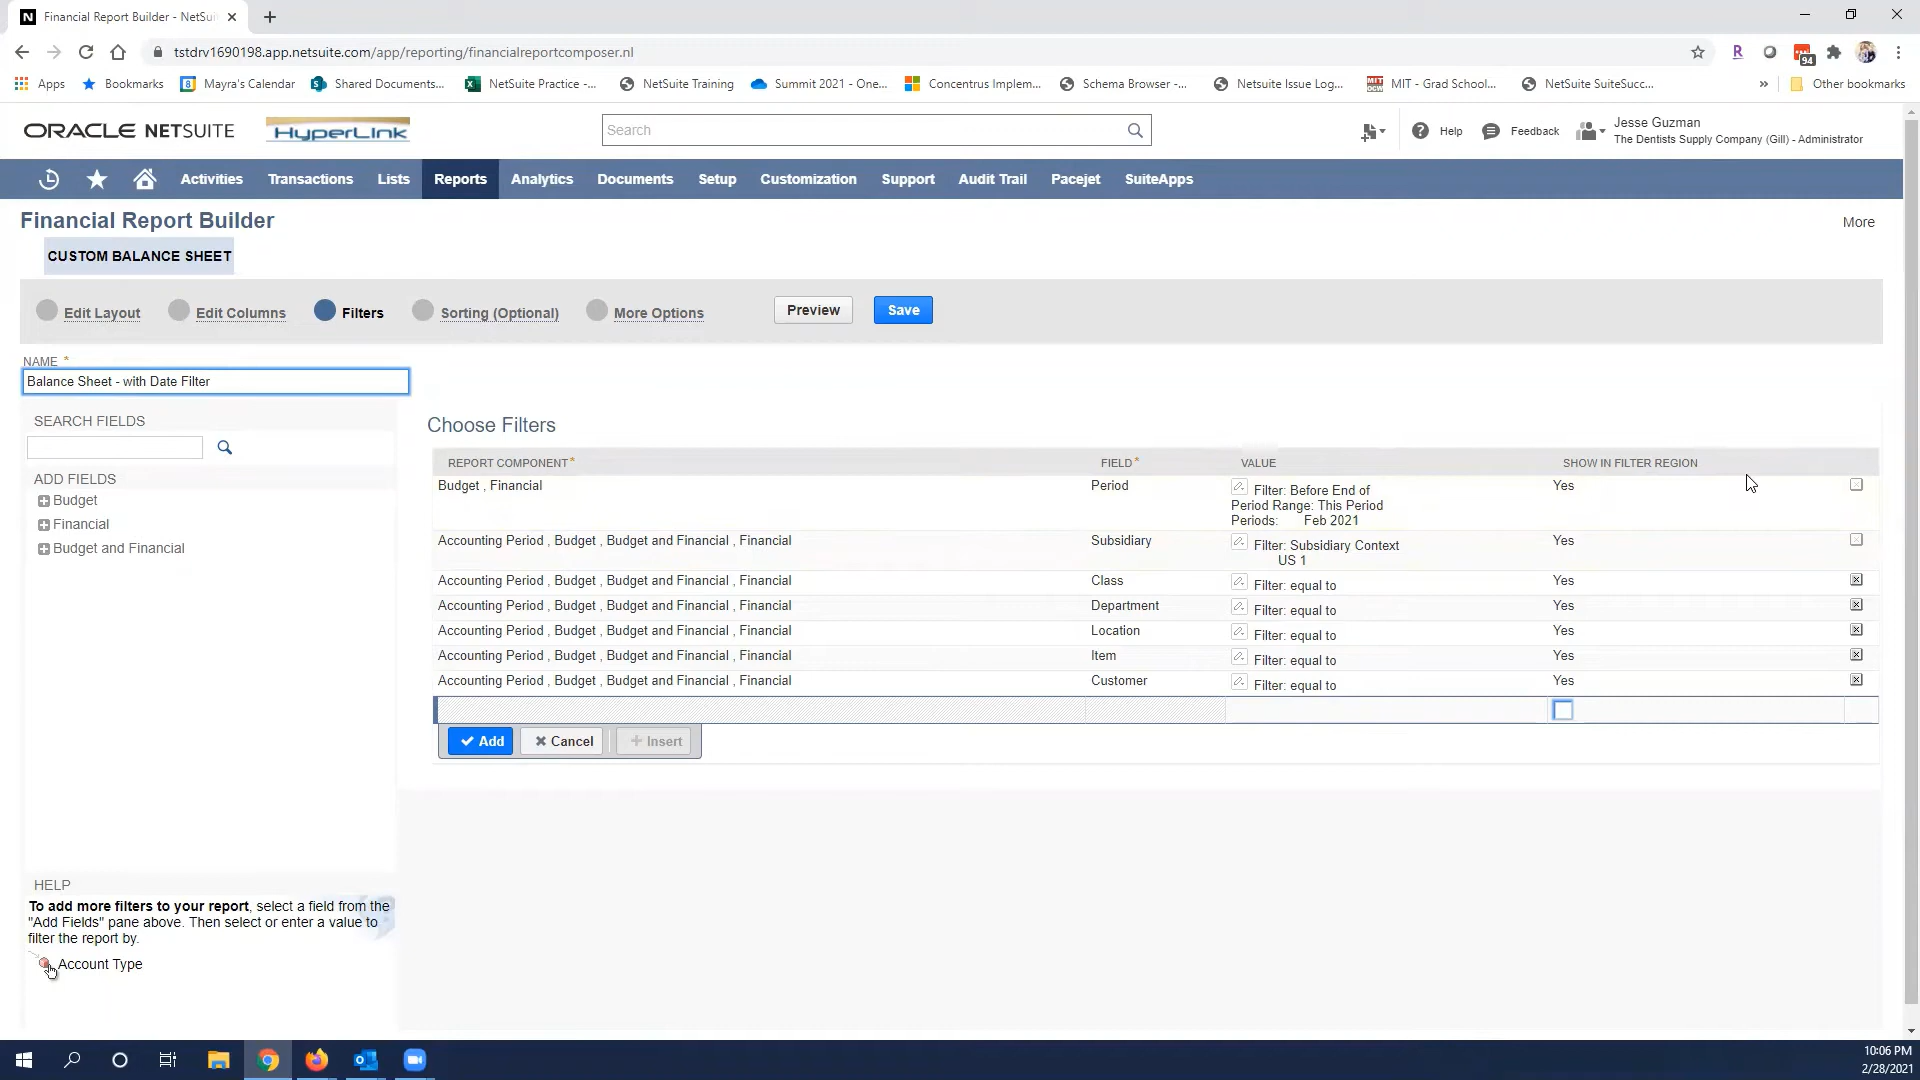 Financial Report Builder - NetSui
tstdrv1690198.app.netsuite.com/app/reporting/financialreportcomposer.nl
94
Apps Bookmarks Mayra's Calendar Shared Documents... NetSuite Practice -... NetSuite Training Summit 2021 - One... Concentrus Implem... Schema Browser -... Netsuite Issue Log... MIT - Grad School... NetSuite SuiteSucc... » Other bookmarks
ORACLE NETSUITE HyperLink Search Help Feedback Jesse Guzman
The Dentists Supply Company (Gill) - Administrator
Activities Transactions Lists Reports Analytics Documents Setup Customization Support Audit Trail Pacejet SuiteApps
Financial Report Builder More
CUSTOM BALANCE SHEET
Edit Layout Edit Columns Filters Sorting (Optional) More Options Preview Save
NAME *
Balance Sheet - with Date Filter
SEARCH FIELDS
ADD FIELDS
Budget
Financial
Budget and Financial
Choose Filters
REPORT COMPONENT* FIELD* VALUE SHOW IN FILTER REGION
Budget , Financial Period Filter: Before End of Yes
Period Range: This Period
Periods: Feb 2021
Accounting Period , Budget , Budget and Financial , Financial Subsidiary Filter: Subsidiary Context Yes
US 1
Accounting Period , Budget , Budget and Financial , Financial Class Filter: equal to Yes
Accounting Period , Budget , Budget and Financial , Financial Department Filter: equal to Yes
Accounting Period , Budget , Budget and Financial , Financial Location Filter: equal to Yes
Accounting Period , Budget , Budget and Financial , Financial Item Filter: equal to Yes
Accounting Period , Budget , Budget and Financial , Financial Customer Filter: equal to Yes
Add Cancel Insert
HELP
To add more filters to your report, select a field from the
"Add Fields" pane above. Then select or enter a value to
filter the report by.
Account Type
10:06 PM
2/28/2021